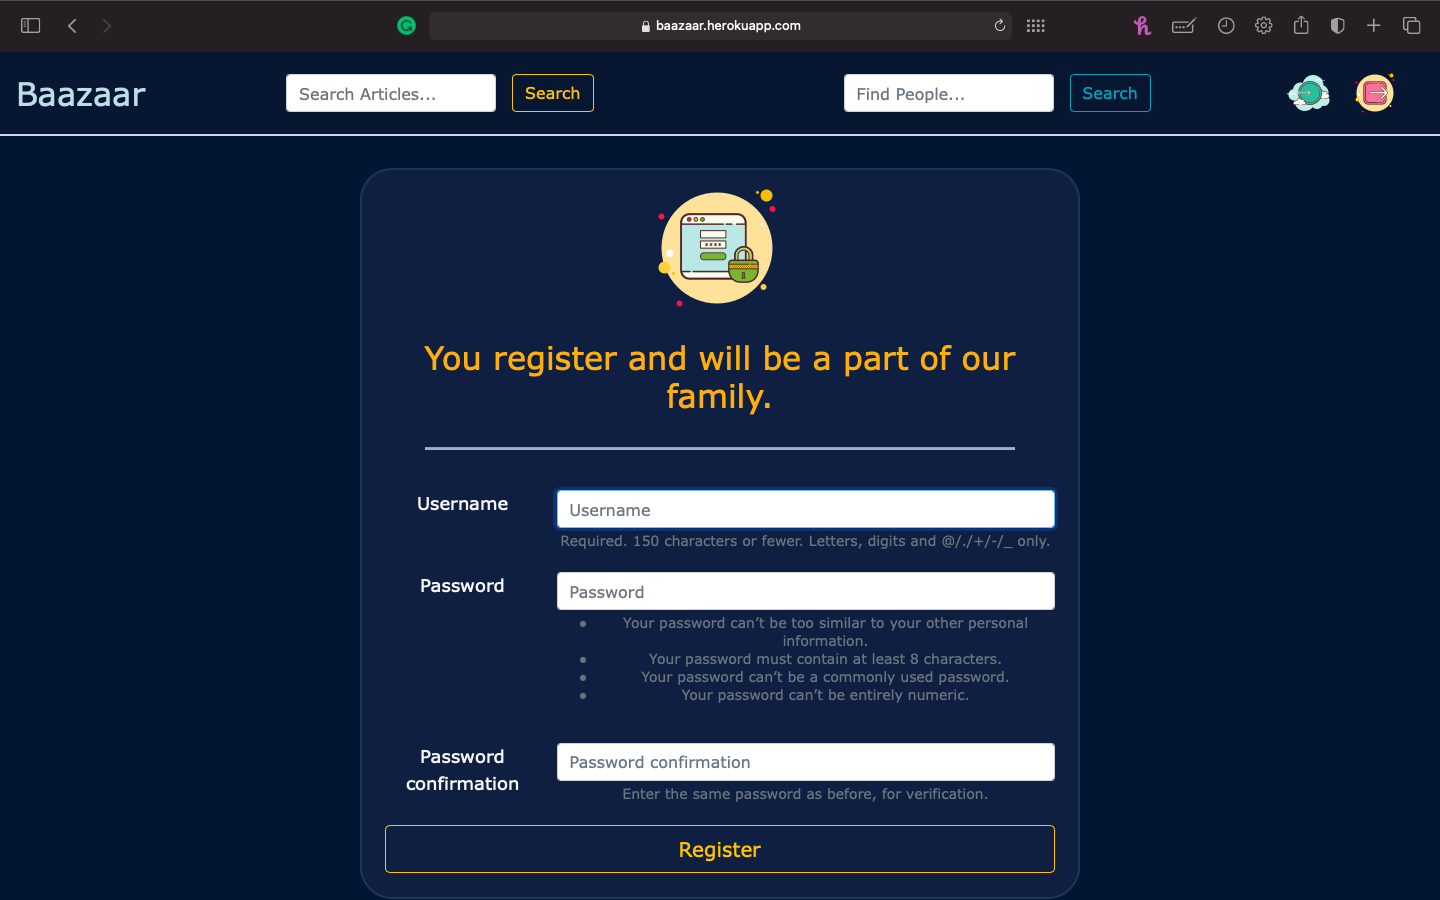 baazaar.herokuapp.com
Baazaar
Search Articles...
Search
Find People...
Search
You register and will be a part of our
family.
Username
Username
Required. 150 characters or fewer. Letters, digits and @/./+/-/_ only.
Password
Password
• Your password can’t be too similar to your other personal
information.
• Your password must contain at least 8 characters.
• Your password can’t be a commonly used password.
• Your password can’t be entirely numeric.
Password
confirmation
Password confirmation
Enter the same password as before, for verification.
Register